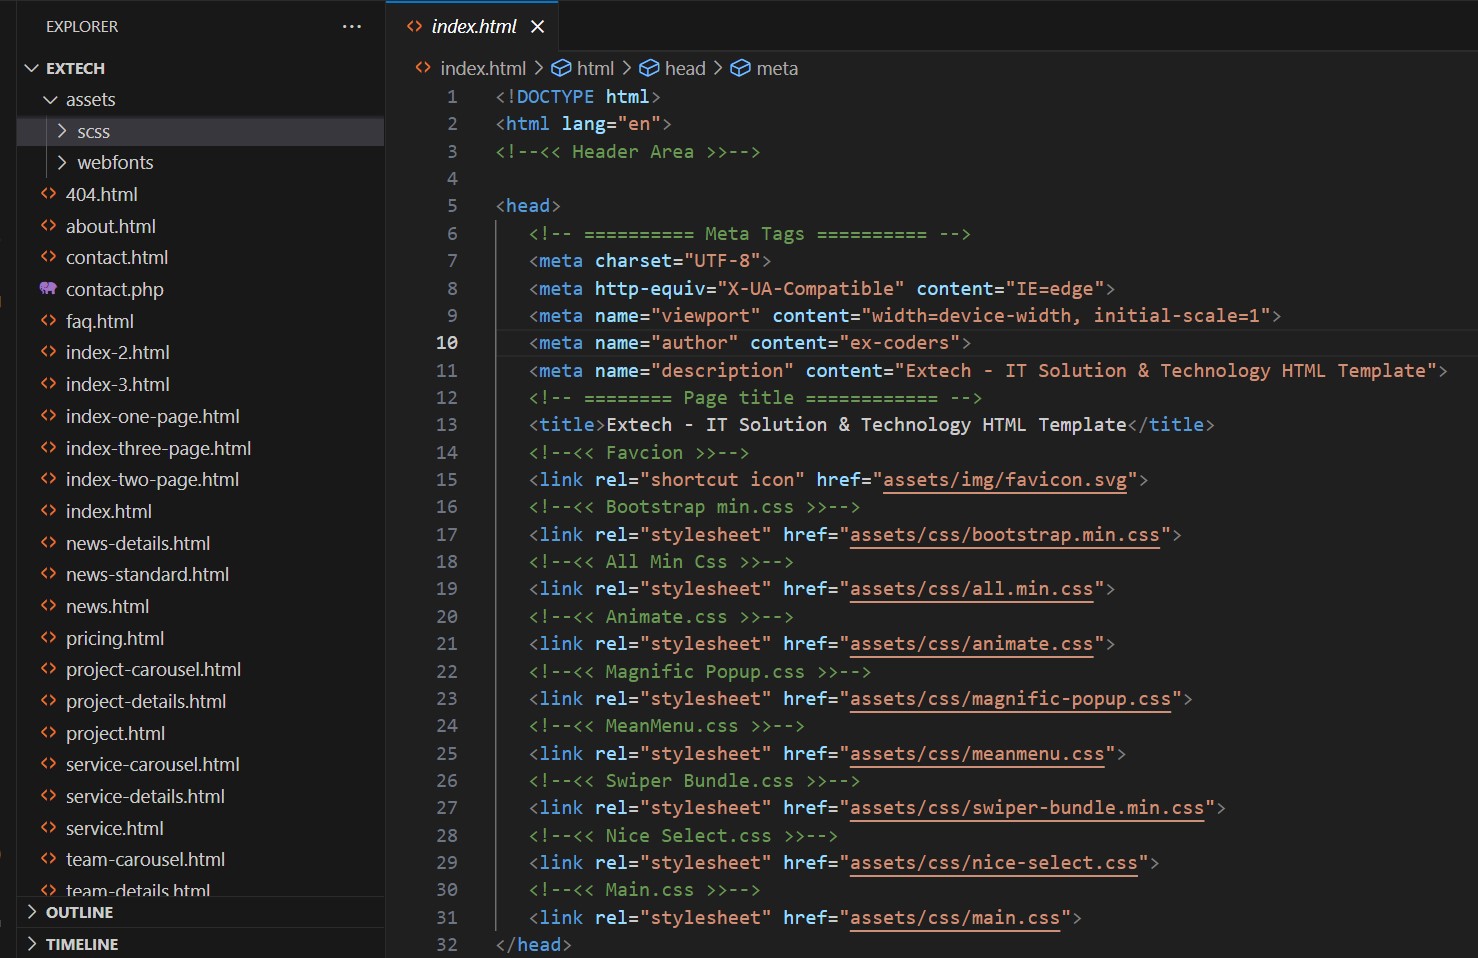 EXPLORER
...
EXTECH
assets
scss
webfonts
404.html
about.html
contact.html
contact.php
faq.html
index-2.html
index-3.html
index-one-page.html
index-three-page.html
index-two-page.html
index.html
news-details.html
news-standard.html
news.html
pricing.html
project-carousel.html
project-details.html
project.html
service-carousel.html
service-details.html
service.html
team-carousel.html
team-details.html
OUTLINE
TIMELINE
index.html
index.html > html > head > meta
1 <!DOCTYPE html>
2 <html lang="en">
3 <!--<< Header Area >>-->
4
5 <head>
6 <!-- ========== Meta Tags ========== -->
7 <meta charset="UTF-8">
8 <meta http-equiv="X-UA-Compatible" content="IE=edge">
9 <meta name="viewport" content="width=device-width, initial-scale=1">
10 <meta name="author" content="ex-coders">
11 <meta name="description" content="Extech - IT Solution & Technology HTML Template">
12 <!-- ======== Page title ============ -->
13 <title>Extech - IT Solution & Technology HTML Template</title>
14 <!--<< Favcion >>-->
15 <link rel="shortcut icon" href="assets/img/favicon.svg">
16 <!--<< Bootstrap min.css >>-->
17 <link rel="stylesheet" href="assets/css/bootstrap.min.css">
18 <!--<< All Min Css >>-->
19 <link rel="stylesheet" href="assets/css/all.min.css">
20 <!--<< Animate.css >>-->
21 <link rel="stylesheet" href="assets/css/animate.css">
22 <!--<< Magnific Popup.css >>-->
23 <link rel="stylesheet" href="assets/css/magnific-popup.css">
24 <!--<< MeanMenu.css >>-->
25 <link rel="stylesheet" href="assets/css/meanmenu.css">
26 <!--<< Swiper Bundle.css >>-->
27 <link rel="stylesheet" href="assets/css/swiper-bundle.min.css">
28 <!--<< Nice Select.css >>-->
29 <link rel="stylesheet" href="assets/css/nice-select.css">
30 <!--<< Main.css >>-->
31 <link rel="stylesheet" href="assets/css/main.css">
32 </head>